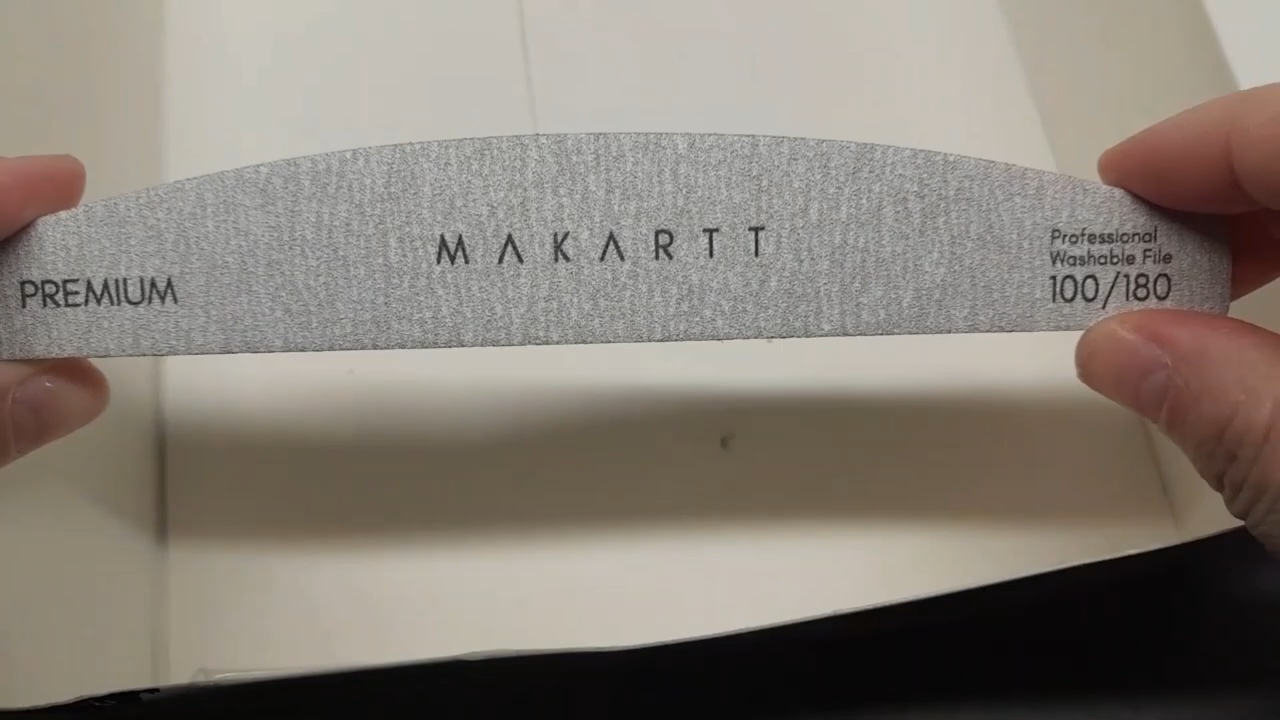 PREMIUM
MAKARTT
Professional
Washable File
100/180